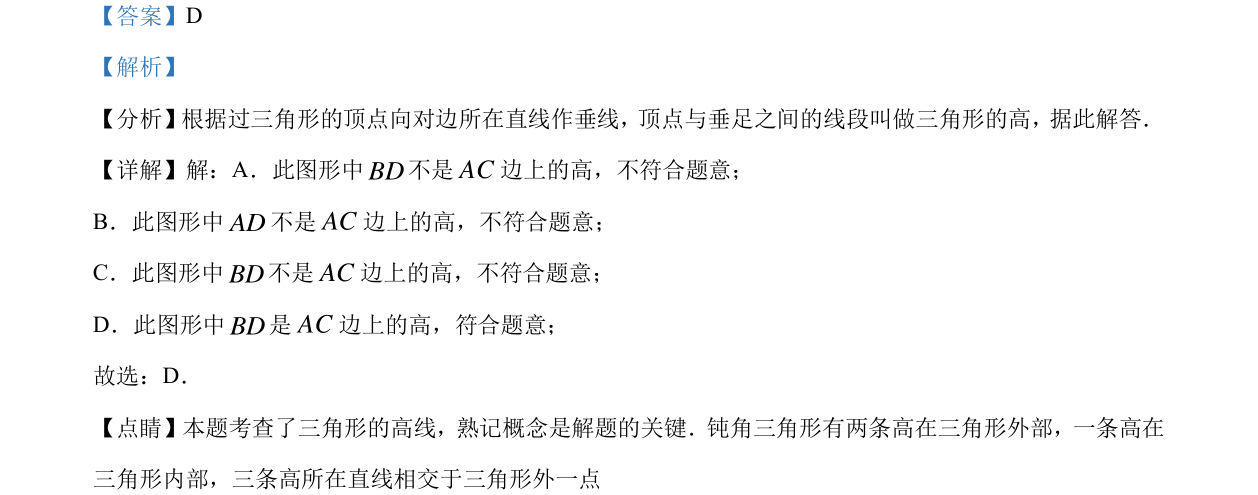 【答案】D
【解析】
【分析】根据过三角形的顶点向对边所在直线作垂线，顶点与垂足之间的线段叫做三角形的高，据此解答．
【详解】解：A．此图形中BD不是AC边上的高，不符合题意；
B．此图形中AD不是AC边上的高，不符合题意；
C．此图形中BD不是AC边上的高，不符合题意；
D．此图形中BD是AC边上的高，符合题意；
故选：D．
【点睛】本题考查了三角形的高线，熟记概念是解题的关键．钝角三角形有两条高在三角形外部，一条高在
三角形内部，三条高所在直线相交于三角形外一点